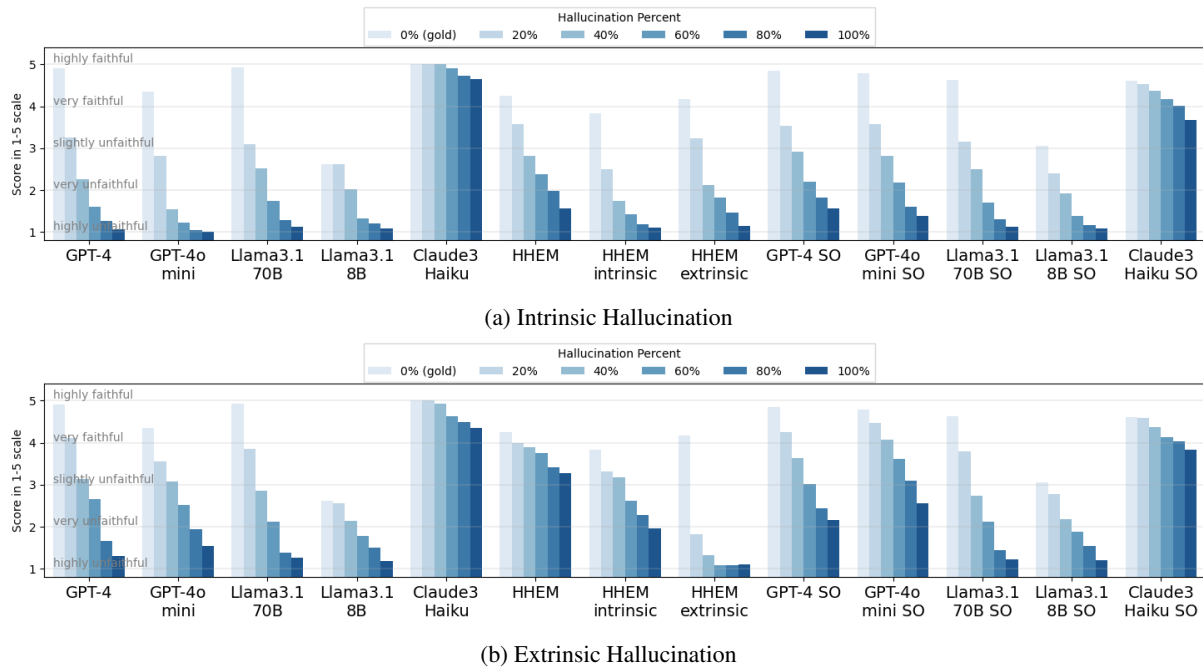 Hallucination Percent
0% (gold) 20% 40% 60% 80% 100%
Score in 1-5 scale
5
4
3
2
1
highly faithful
very faithful
slightly unfaithful
very unfaithful
highly unfaithful
GPT-4
GPT-4o mini
Llama3.1 70B
Llama3.1 8B
Claude3 Haiku
HHEM
HHEM intrinsic
HHEM extrinsic
GPT-4 SO
GPT-4o mini SO
Llama3.1 70B SO
Llama3.1 8B SO
Claude3 Haiku SO
(a) Intrinsic Hallucination
Hallucination Percent
0% (gold) 20% 40% 60% 80% 100%
Score in 1-5 scale
5
4
3
2
1
highly faithful
very faithful
slightly unfaithful
very unfaithful
highly unfaithful
GPT-4
GPT-4o mini
Llama3.1 70B
Llama3.1 8B
Claude3 Haiku
HHEM
HHEM intrinsic
HHEM extrinsic
GPT-4 SO
GPT-4o mini SO
Llama3.1 70B SO
Llama3.1 8B SO
Claude3 Haiku SO
(b) Extrinsic Hallucination